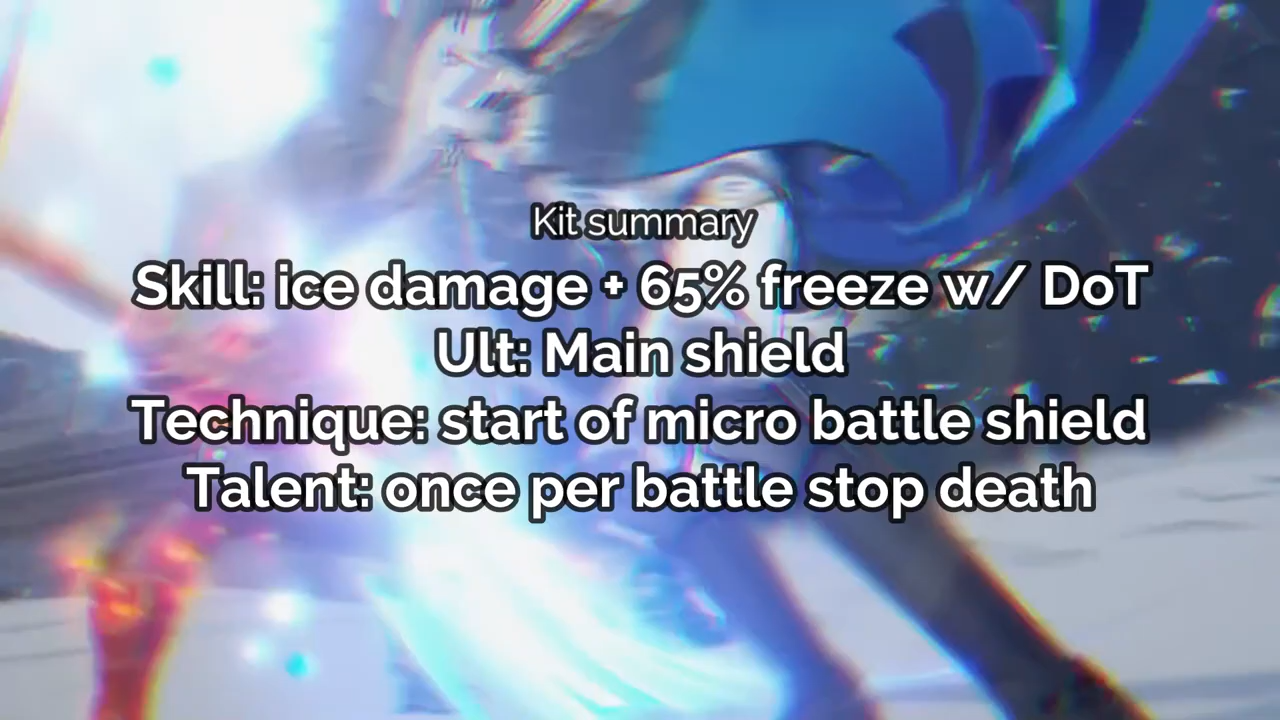 Kit summary
Skill: ice damage + 65% freeze w/ DoT
Ult: Main shield
Technique: start of micro battle shield
Talent: once per battle stop death